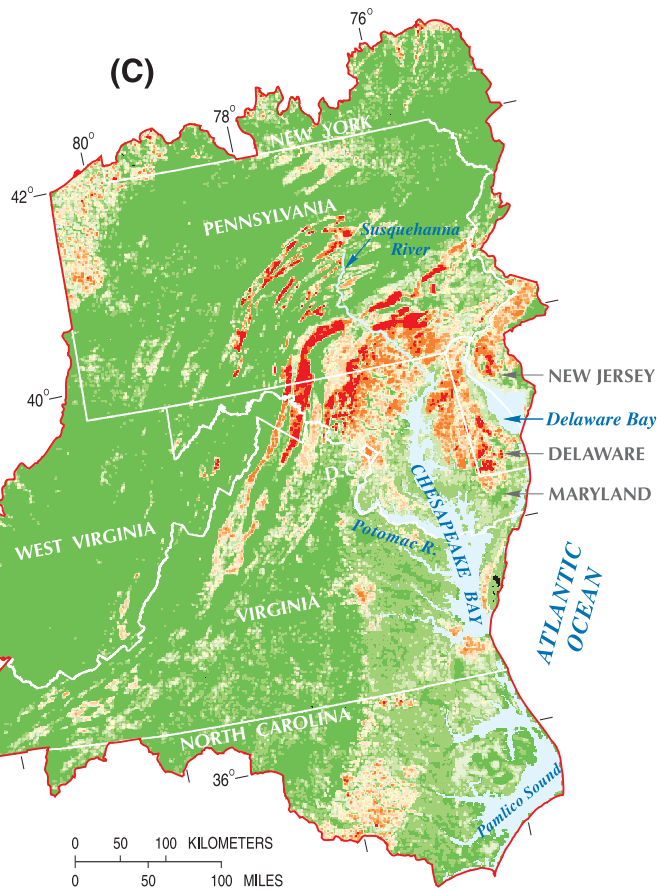 76°
(C)
78°
80°
NEW YORK
42°
PENNSYLVANIA
Susquehanna
River
NEW JERSEY
40°
Delaware Bay
DELAWARE
D.C.
MARYLAND
CHESAPEAKE BAY
WEST VIRGINIA
Potomac R.
ATLANTIC
OCEAN
VIRGINIA
NORTH CAROLINA
36°
Pamlico Sound
0 50 100 KILOMETERS
0 50 100 MILES